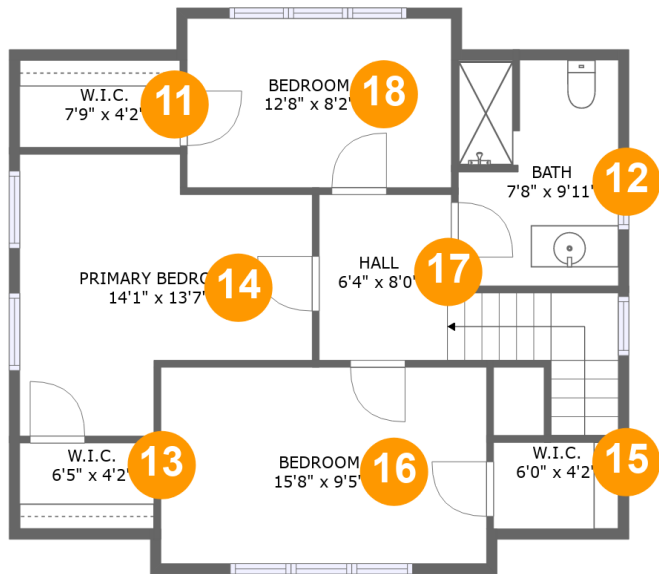 BEDROOM
12'8" x 8'2"
18
W.I.C.
7'9" x 4'2"
11
BATH
7'8" x 9'11"
12
HALL
6'4" x 8'0"
17
PRIMARY
14'1" x 13'7"
14
W.I.C.
6'5" x 4'2"
13
BEDROOM
15'8" x 9'5"
16
W.I.C.
6'0" x 4'2"
15